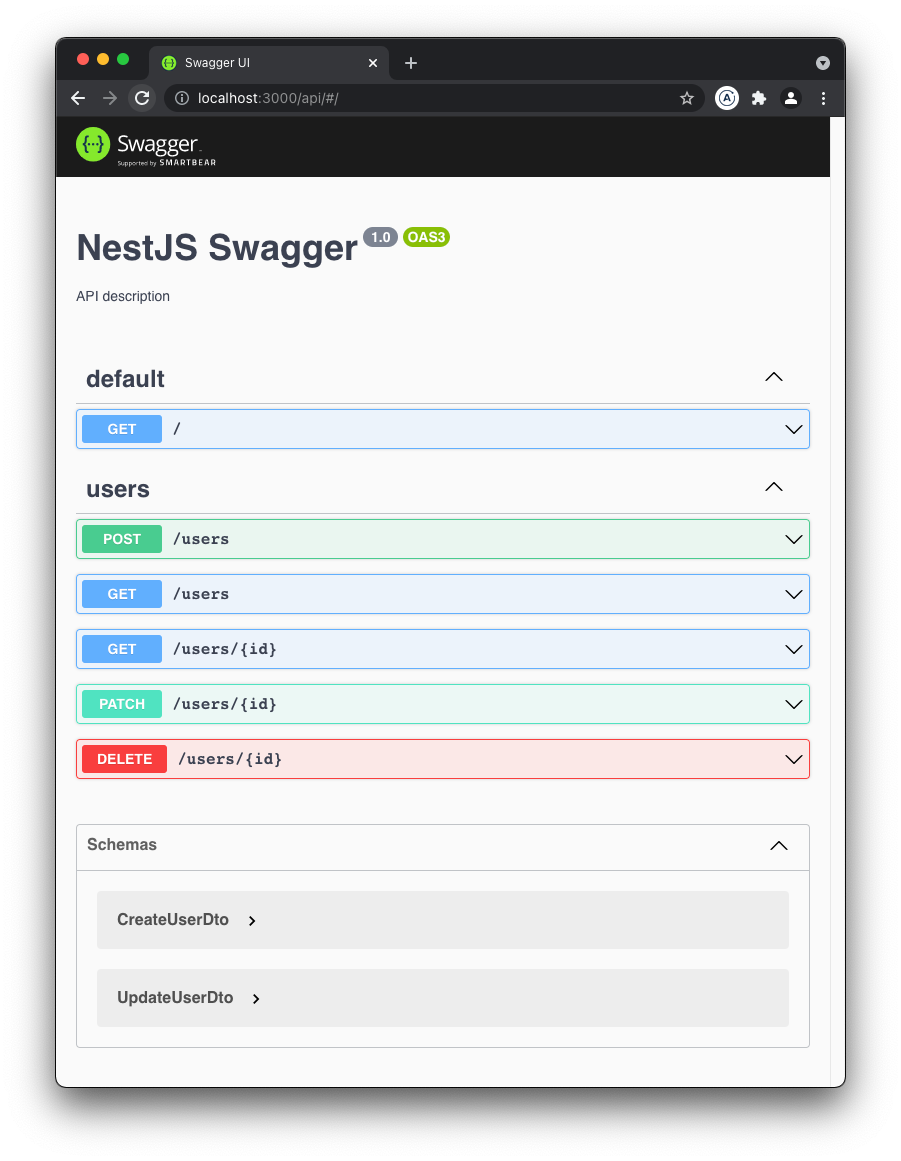 Swagger UI
localhost:3000/api/#/
Swagger
Supported by SMARTBEAR
NestJS Swagger 1.0 OAS3
API description
default
GET /
users
POST /users
GET /users
GET /users/{id}
PATCH /users/{id}
DELETE /users/{id}
Schemas
CreateUserDto
UpdateUserDto